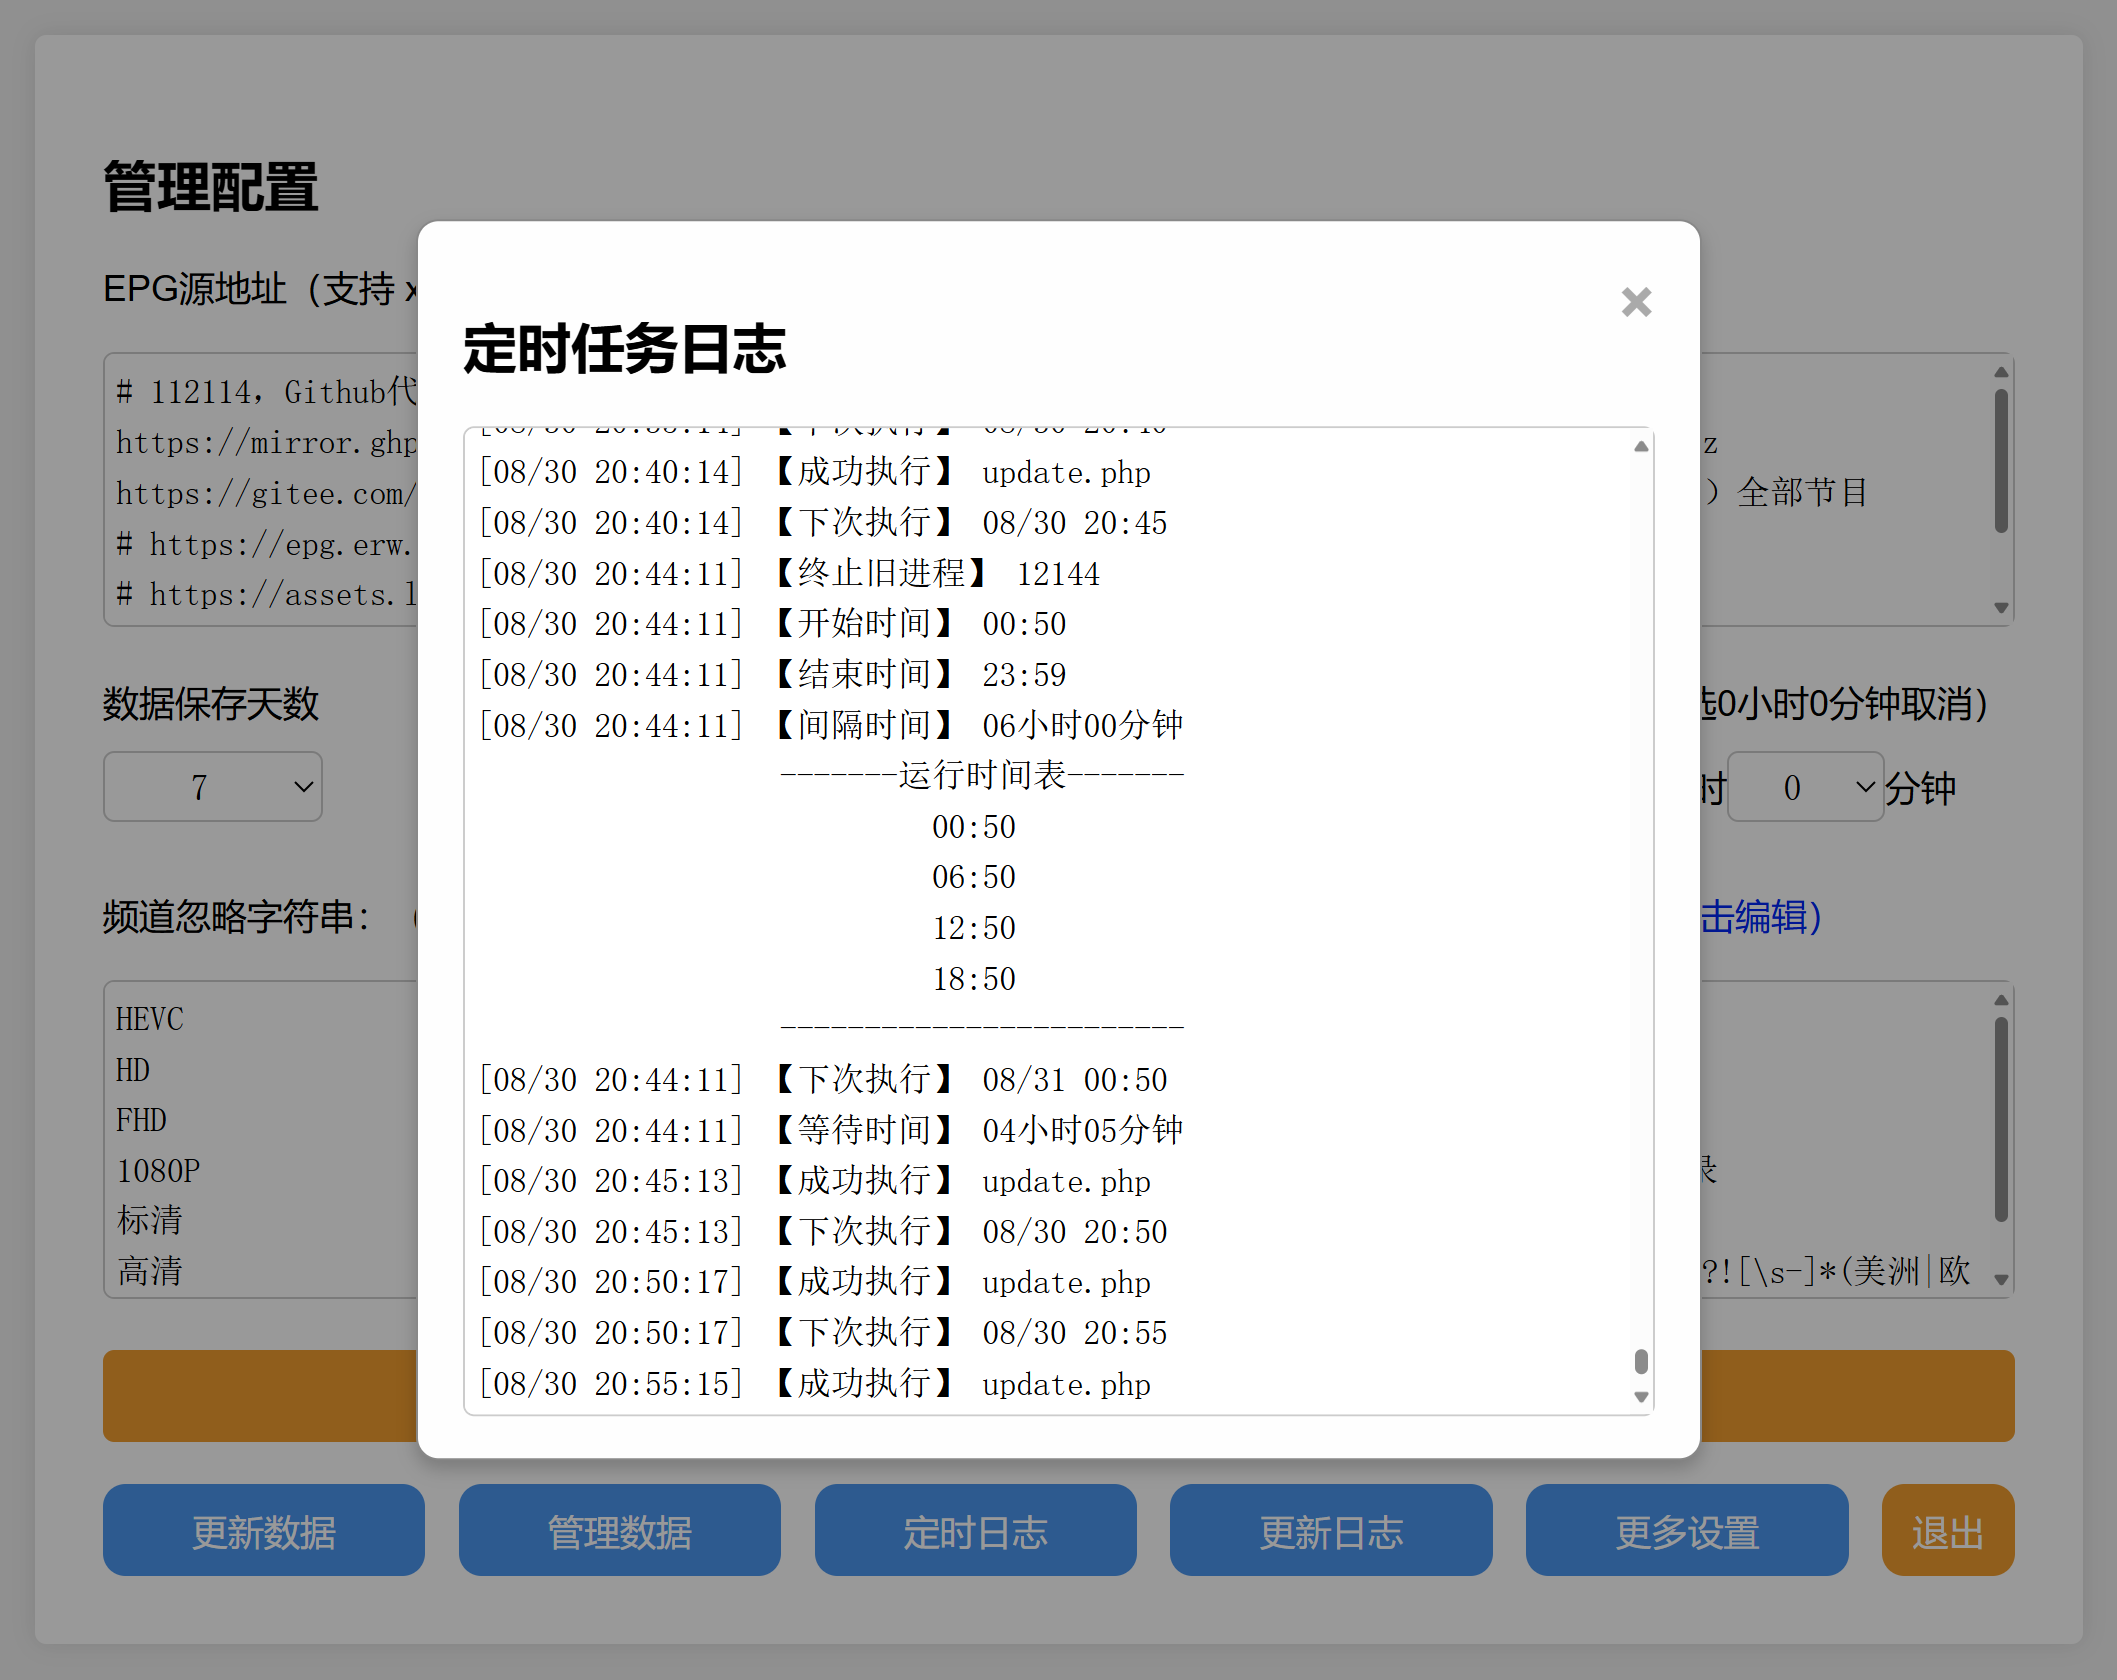 管理配置
EPG源地址（支持 x
# 112114, Github代
https://mirror.ghp
z
https://gitee.com/
）全部节目
# https://epg.erw.
# https://assets.l
数据保存天数
选0小时0分钟取消）
7
时 0 分钟
频道忽略字符串：（
击编辑）
HEVC
HD
FHD
1080P
标清
高清
录
?![\s-]*(美洲|欧
定时任务日志
×
[08/30 20:40:14] 【成功执行】 update.php
[08/30 20:40:14] 【下次执行】 08/30 20:45
[08/30 20:44:11] 【终止旧进程】 12144
[08/30 20:44:11] 【开始时间】 00:50
[08/30 20:44:11] 【结束时间】 23:59
[08/30 20:44:11] 【间隔时间】 06小时00分钟
-------运行时间表-------
00:50
06:50
12:50
18:50
------------------------
[08/30 20:44:11] 【下次执行】 08/31 00:50
[08/30 20:44:11] 【等待时间】 04小时05分钟
[08/30 20:45:13] 【成功执行】 update.php
[08/30 20:45:13] 【下次执行】 08/30 20:50
[08/30 20:50:17] 【成功执行】 update.php
[08/30 20:50:17] 【下次执行】 08/30 20:55
[08/30 20:55:15] 【成功执行】 update.php
更新数据
管理数据
定时日志
更新日志
更多设置
退出